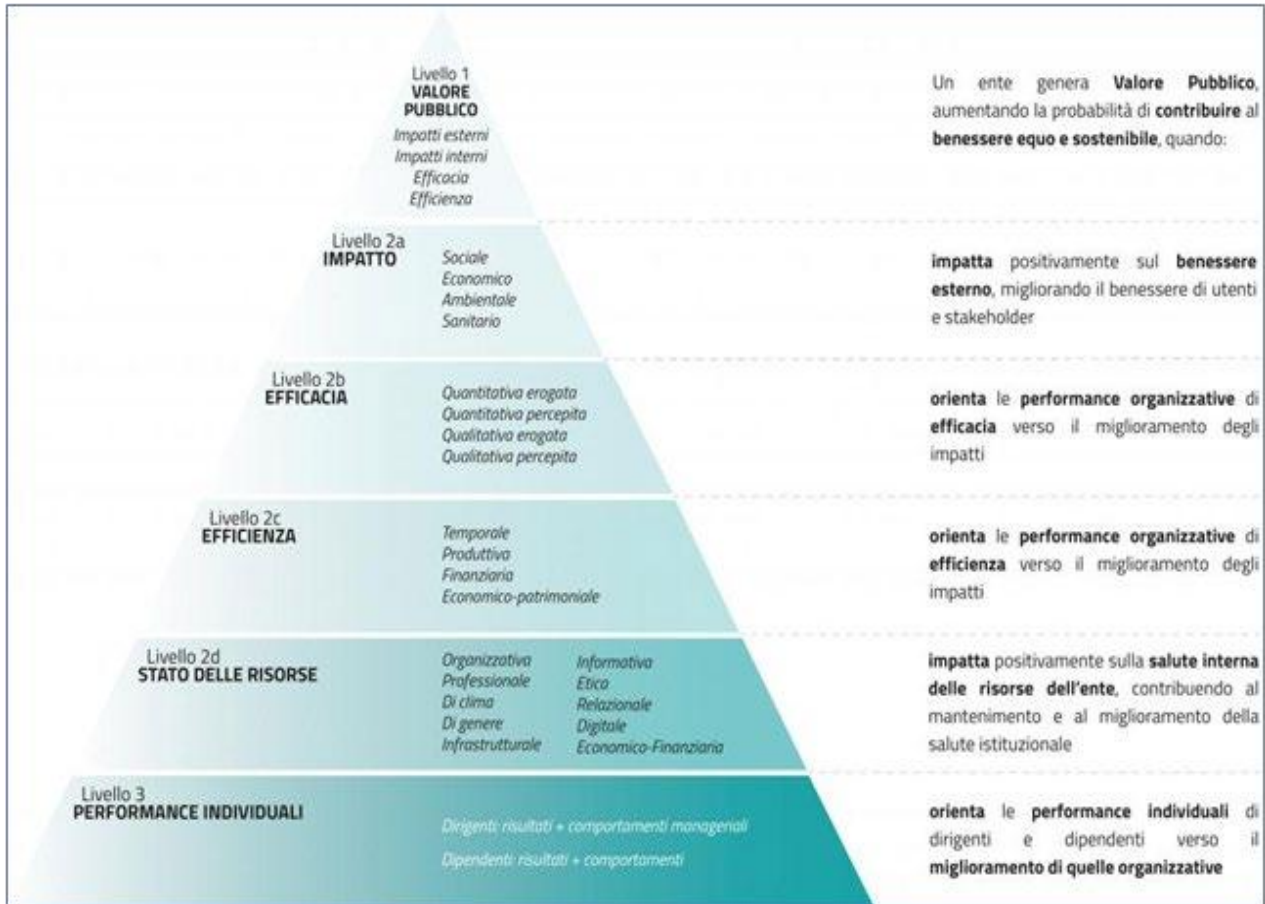 Livello 1
VALORE
PUBBLICO
Impatti esterni
Impatti interni
Efficacia
Efficienza
Un ente genera Valore Pubblico,
aumentando la probabilità di contribuire al
benessere equo e sostenibile, quando:
Livello 2a
IMPATTO
Sociale
Economico
Ambientale
Sanitario
impatta positivamente sul benessere
esterno, migliorando il benessere di utenti
e stakeholder
Livello 2b
EFFICACIA
Quantitativa erogata
Quantitativa percepita
Qualitativa erogata
Qualitativa percepita
orienta le performance organizzative di
efficacia verso il miglioramento degli
impatti
Livello 2c
EFFICIENZA
Temporale
Produttiva
Finanziaria
Economico-patrimoniale
orienta le performance organizzative di
efficienza verso il miglioramento degli
impatti
Livello 2d
STATO DELLE RISORSE
Organizzativa
Professionale
Di clima
Di genere
Infrastrutturale
Informativa
Etica
Relazionale
Digitale
Economico-Finanziaria
impatta positivamente sulla salute interna
delle risorse dell'ente, contribuendo al
mantenimento e al miglioramento della
salute istituzionale
Livello 3
PERFORMANCE INDIVIDUALI
Dirigenti: risultati + comportamenti manageriali
Dipendenti: risultati + comportamenti
orienta le performance individuali di
dirigenti e dipendenti verso il
miglioramento di quelle organizzative